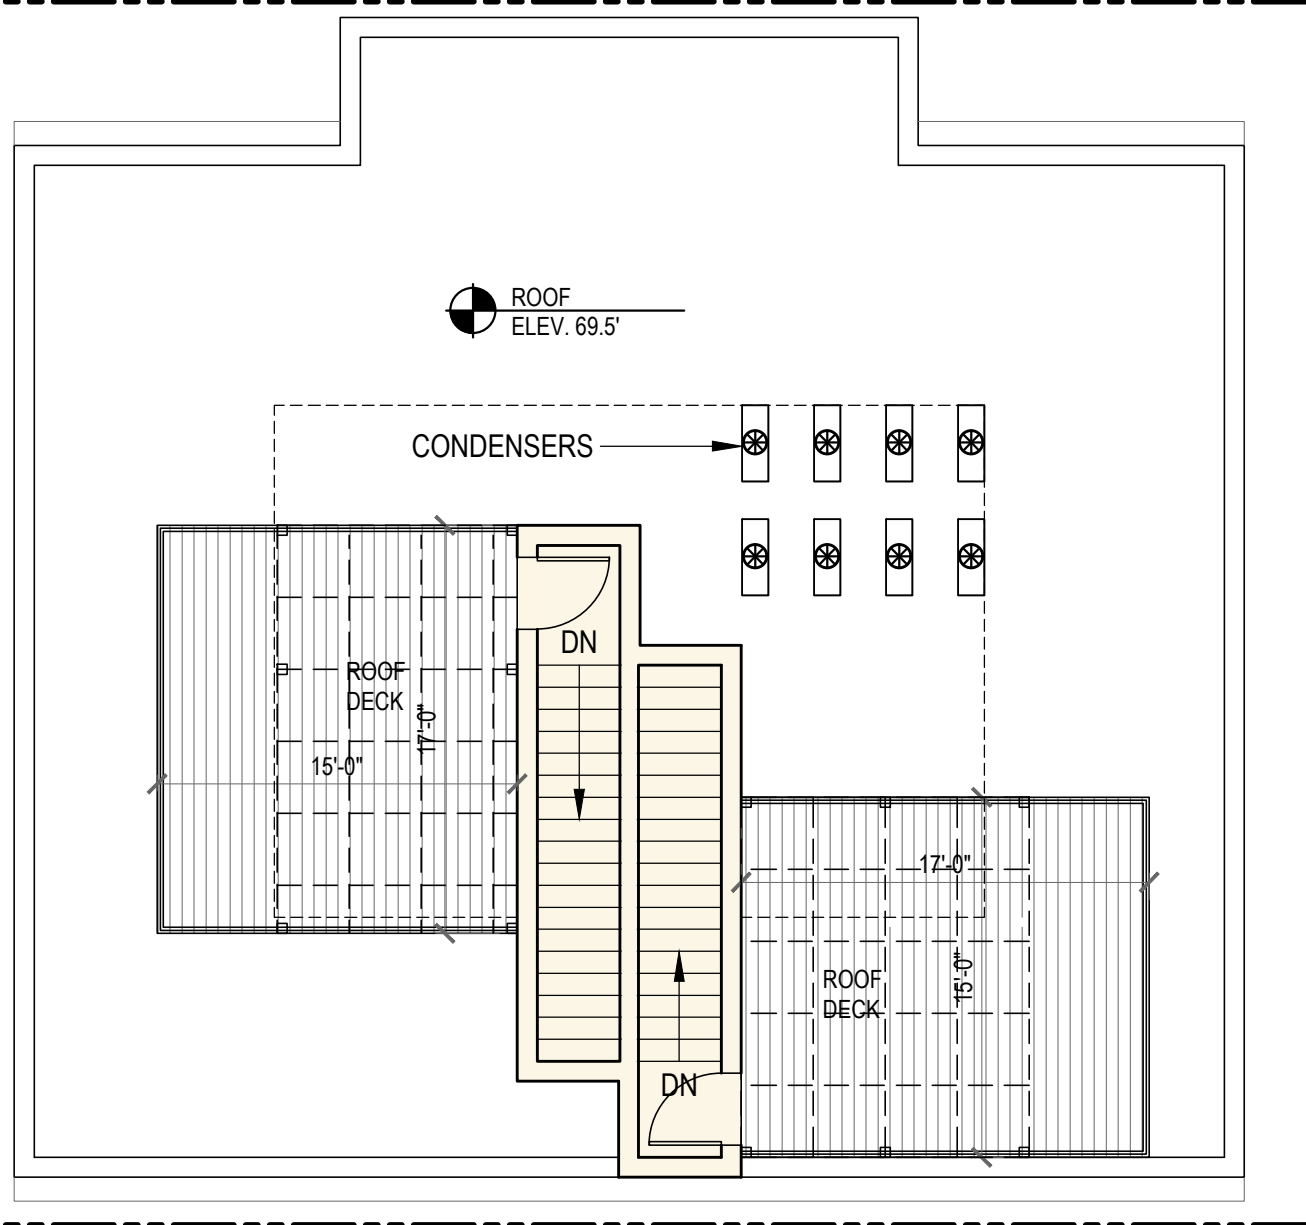 ROOF
ELEV. 69.5'
CONDENSERS
DN
ROOF
DECK
17'-0"
15'-0"
17'-0"
ROOF
DECK
15'-0"
DN